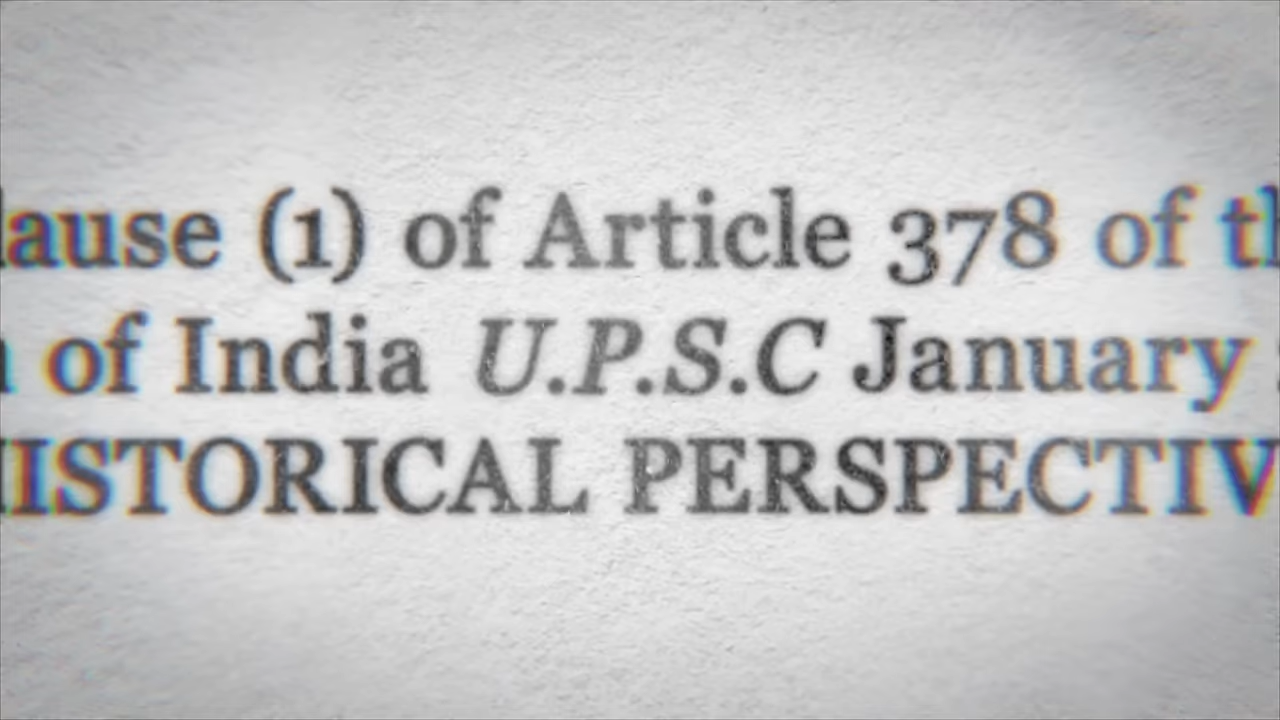 lause (1) of Article 378 of th
of India U.P.S.C January
ISTORICAL PERSPECTIV